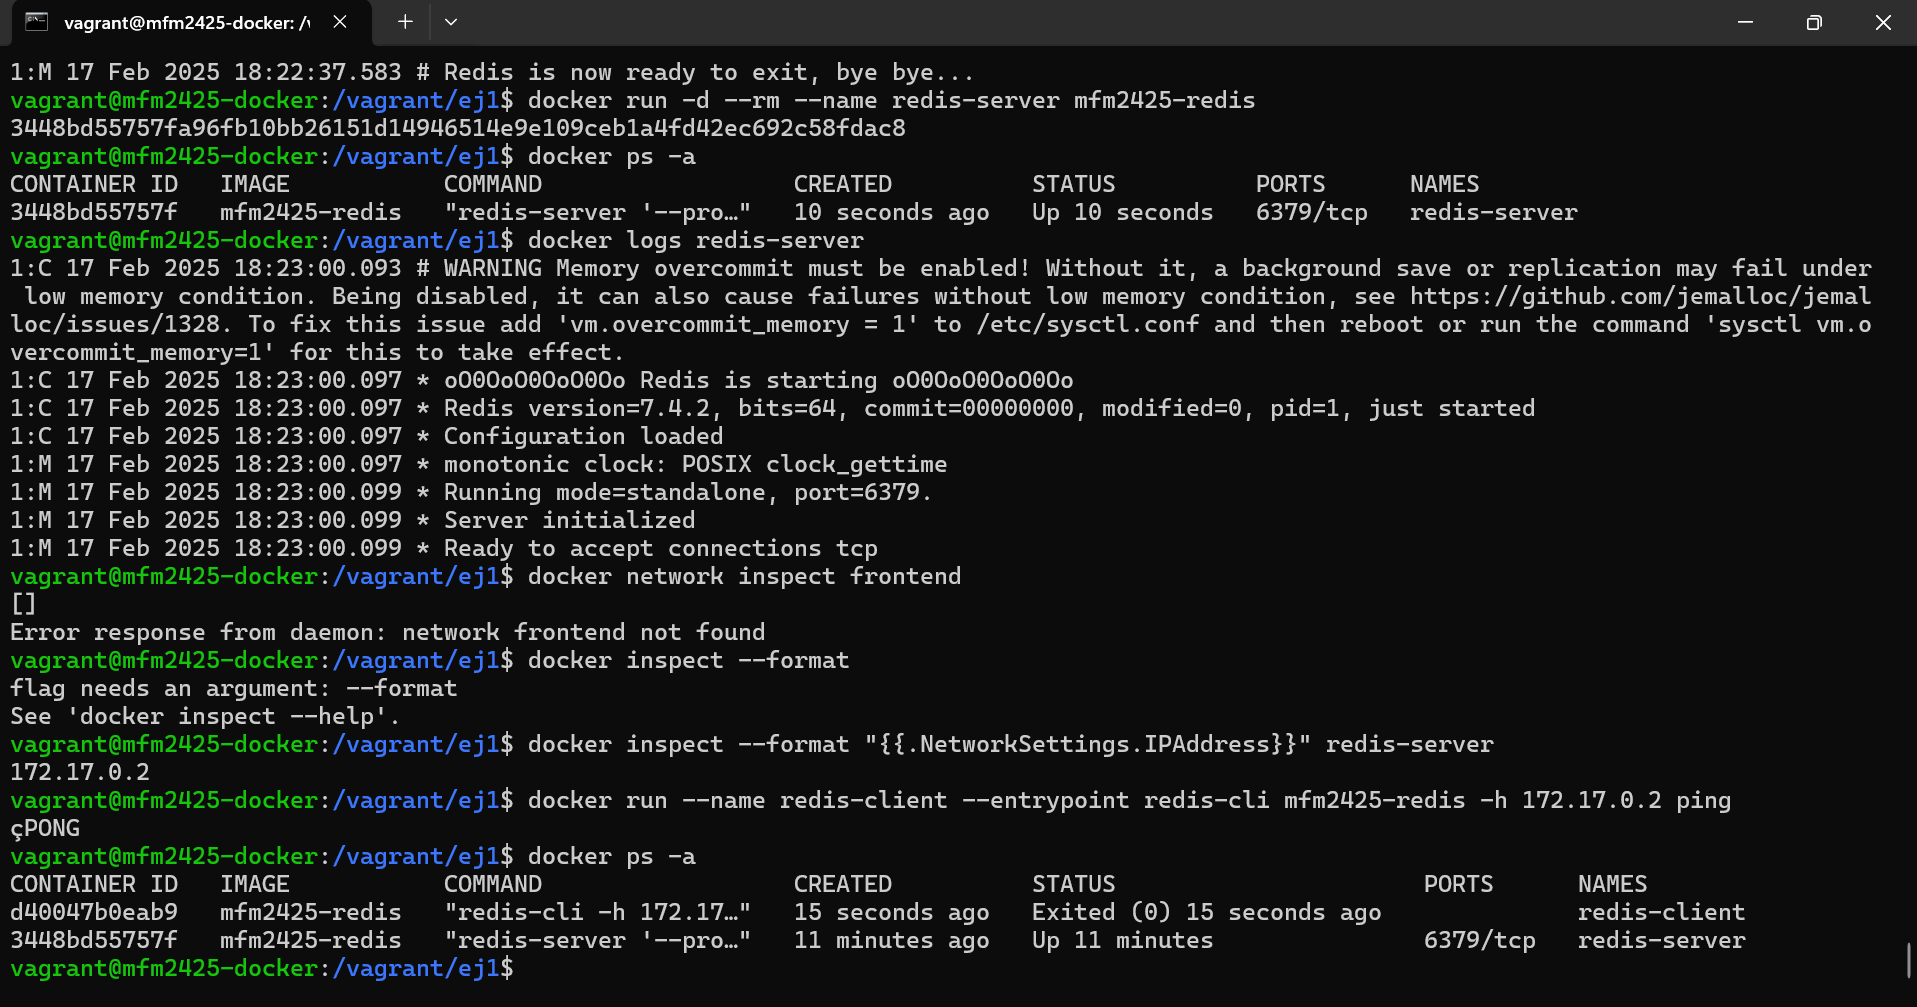 vagrant@mfm2425-docker: /v
1:M 17 Feb 2025 18:22:37.583 # Redis is now ready to exit, bye bye...
vagrant@mfm2425-docker:/vagrant/ej1$ docker run -d --rm --name redis-server mfm2425-redis
3448bd55757fa96fb10bb26151d14946514e9e109ceb1a4fd42ec692c58fdac8
vagrant@mfm2425-docker:/vagrant/ej1$ docker ps -a
CONTAINER ID   IMAGE           COMMAND                  CREATED          STATUS          PORTS      NAMES
3448bd55757f   mfm2425-redis   "redis-server '--pro…"   10 seconds ago   Up 10 seconds   6379/tcp   redis-server
vagrant@mfm2425-docker:/vagrant/ej1$ docker logs redis-server
1:C 17 Feb 2025 18:23:00.093 # WARNING Memory overcommit must be enabled! Without it, a background save or replication may fail under
 low memory condition. Being disabled, it can also cause failures without low memory condition, see https://github.com/jemalloc/jemal
loc/issues/1328. To fix this issue add 'vm.overcommit_memory = 1' to /etc/sysctl.conf and then reboot or run the command 'sysctl vm.o
vercommit_memory=1' for this to take effect.
1:C 17 Feb 2025 18:23:00.097 * oO0OoO0OoO0Oo Redis is starting oO0OoO0OoO0Oo
1:C 17 Feb 2025 18:23:00.097 * Redis version=7.4.2, bits=64, commit=00000000, modified=0, pid=1, just started
1:C 17 Feb 2025 18:23:00.097 * Configuration loaded
1:M 17 Feb 2025 18:23:00.097 * monotonic clock: POSIX clock_gettime
1:M 17 Feb 2025 18:23:00.099 * Running mode=standalone, port=6379.
1:M 17 Feb 2025 18:23:00.099 * Server initialized
1:M 17 Feb 2025 18:23:00.099 * Ready to accept connections tcp
vagrant@mfm2425-docker:/vagrant/ej1$ docker network inspect frontend
[]
Error response from daemon: network frontend not found
vagrant@mfm2425-docker:/vagrant/ej1$ docker inspect --format
flag needs an argument: --format
See 'docker inspect --help'.
vagrant@mfm2425-docker:/vagrant/ej1$ docker inspect --format "{{.NetworkSettings.IPAddress}}" redis-server
172.17.0.2
vagrant@mfm2425-docker:/vagrant/ej1$ docker run --name redis-client --entrypoint redis-cli mfm2425-redis -h 172.17.0.2 ping
çPONG
vagrant@mfm2425-docker:/vagrant/ej1$ docker ps -a
CONTAINER ID   IMAGE           COMMAND                  CREATED          STATUS                      PORTS      NAMES
d40047b0eab9   mfm2425-redis   "redis-cli -h 172.17…"   15 seconds ago   Exited (0) 15 seconds ago              redis-client
3448bd55757f   mfm2425-redis   "redis-server '--pro…"   11 minutes ago   Up 11 minutes               6379/tcp   redis-server
vagrant@mfm2425-docker:/vagrant/ej1$